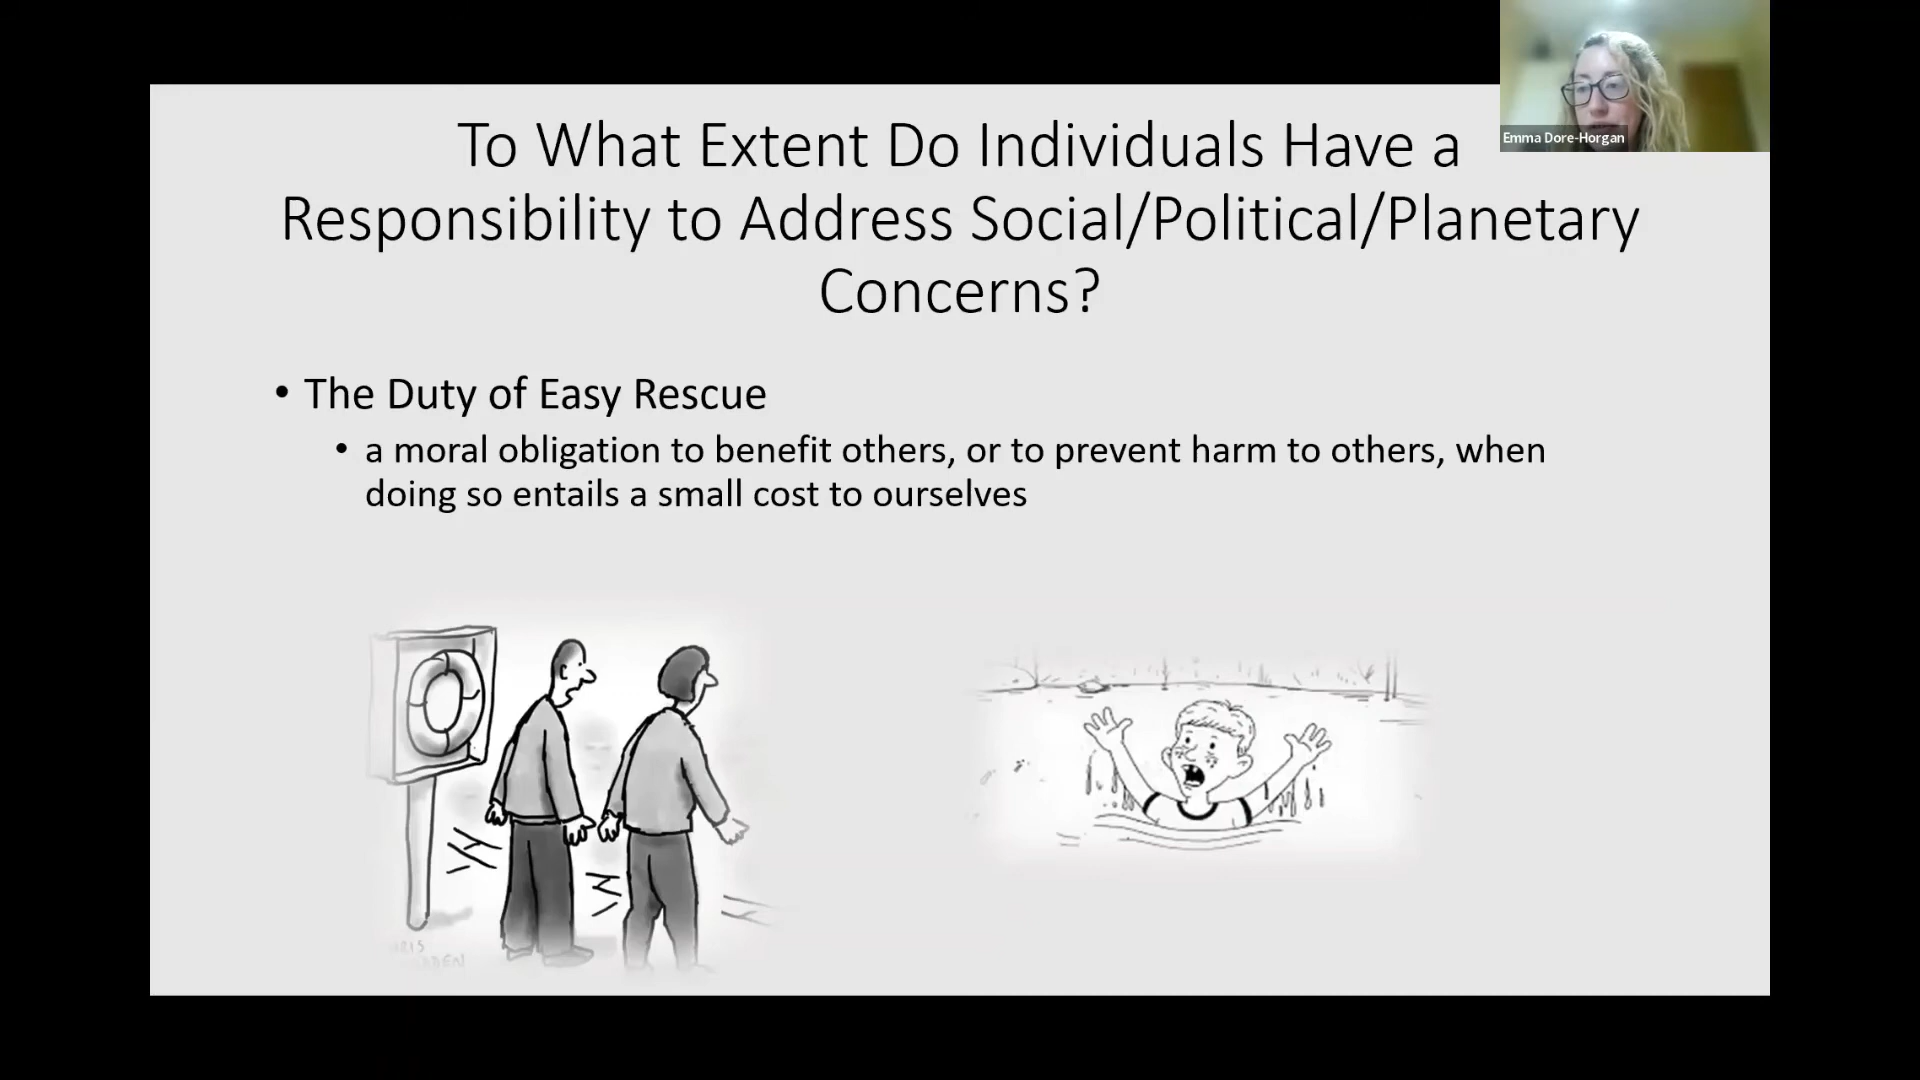 To What Extent Do Individuals Have a
Responsibility to Address Social/Political/Planetary
Concerns?
Emma Dore-Horgan
• The Duty of Easy Rescue
• a moral obligation to benefit others, or to prevent harm to others, when
doing so entails a small cost to ourselves